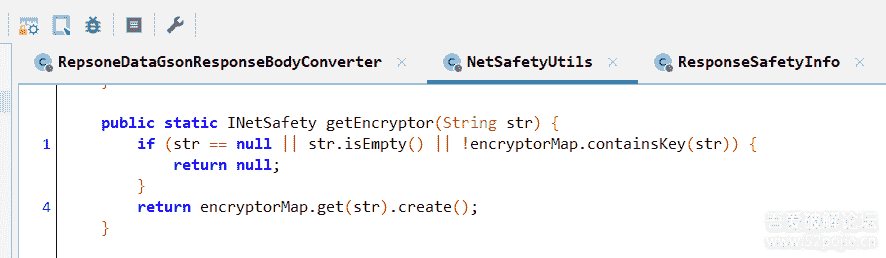 RepsoneDataGsonResponseBodyConverter NetSafetyUtils ResponseSafetyInfo
}
public static INetSafety getEncryptor(String str) {
1 if (str == null || str.isEmpty() || !encryptorMap.containsKey(str)) {
return null;
}
4 return encryptorMap.get(str).create();
}